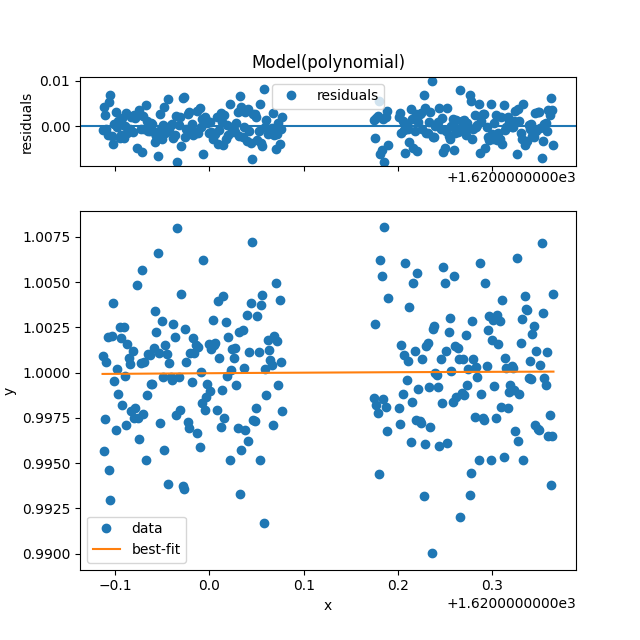 Model(polynomial)
0.01
0.00
residuals
residuals
+1.6200000000e3
1.0075
1.0050
1.0025
1.0000
0.9975
0.9950
0.9925
0.9900
y
data
best-fit
−0.1
0.0
0.1
0.2
0.3
x
+1.6200000000e3